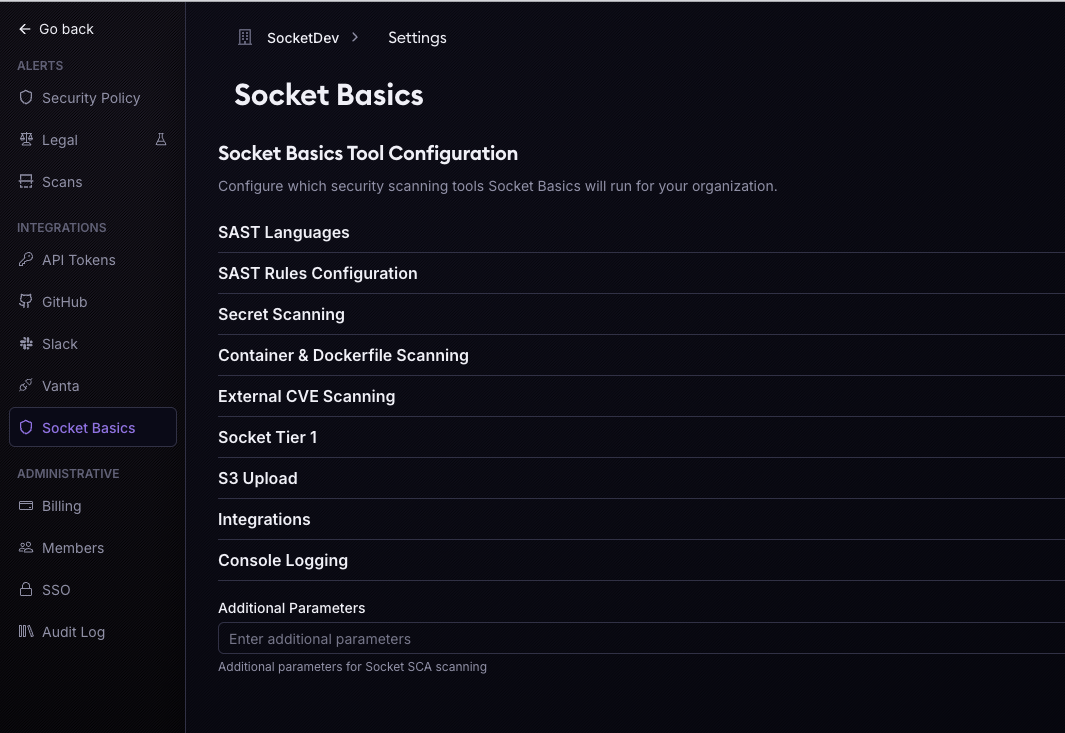 Go back
ALERTS
Security Policy
Legal
Scans
INTEGRATIONS
API Tokens
GitHub
Slack
Vanta
Socket Basics
ADMINISTRATIVE
Billing
Members
SSO
Audit Log
SocketDev > Settings
Socket Basics
Socket Basics Tool Configuration
Configure which security scanning tools Socket Basics will run for your organization.
SAST Languages
SAST Rules Configuration
Secret Scanning
Container & Dockerfile Scanning
External CVE Scanning
Socket Tier 1
S3 Upload
Integrations
Console Logging
Additional Parameters
Enter additional parameters
Additional parameters for Socket SCA scanning